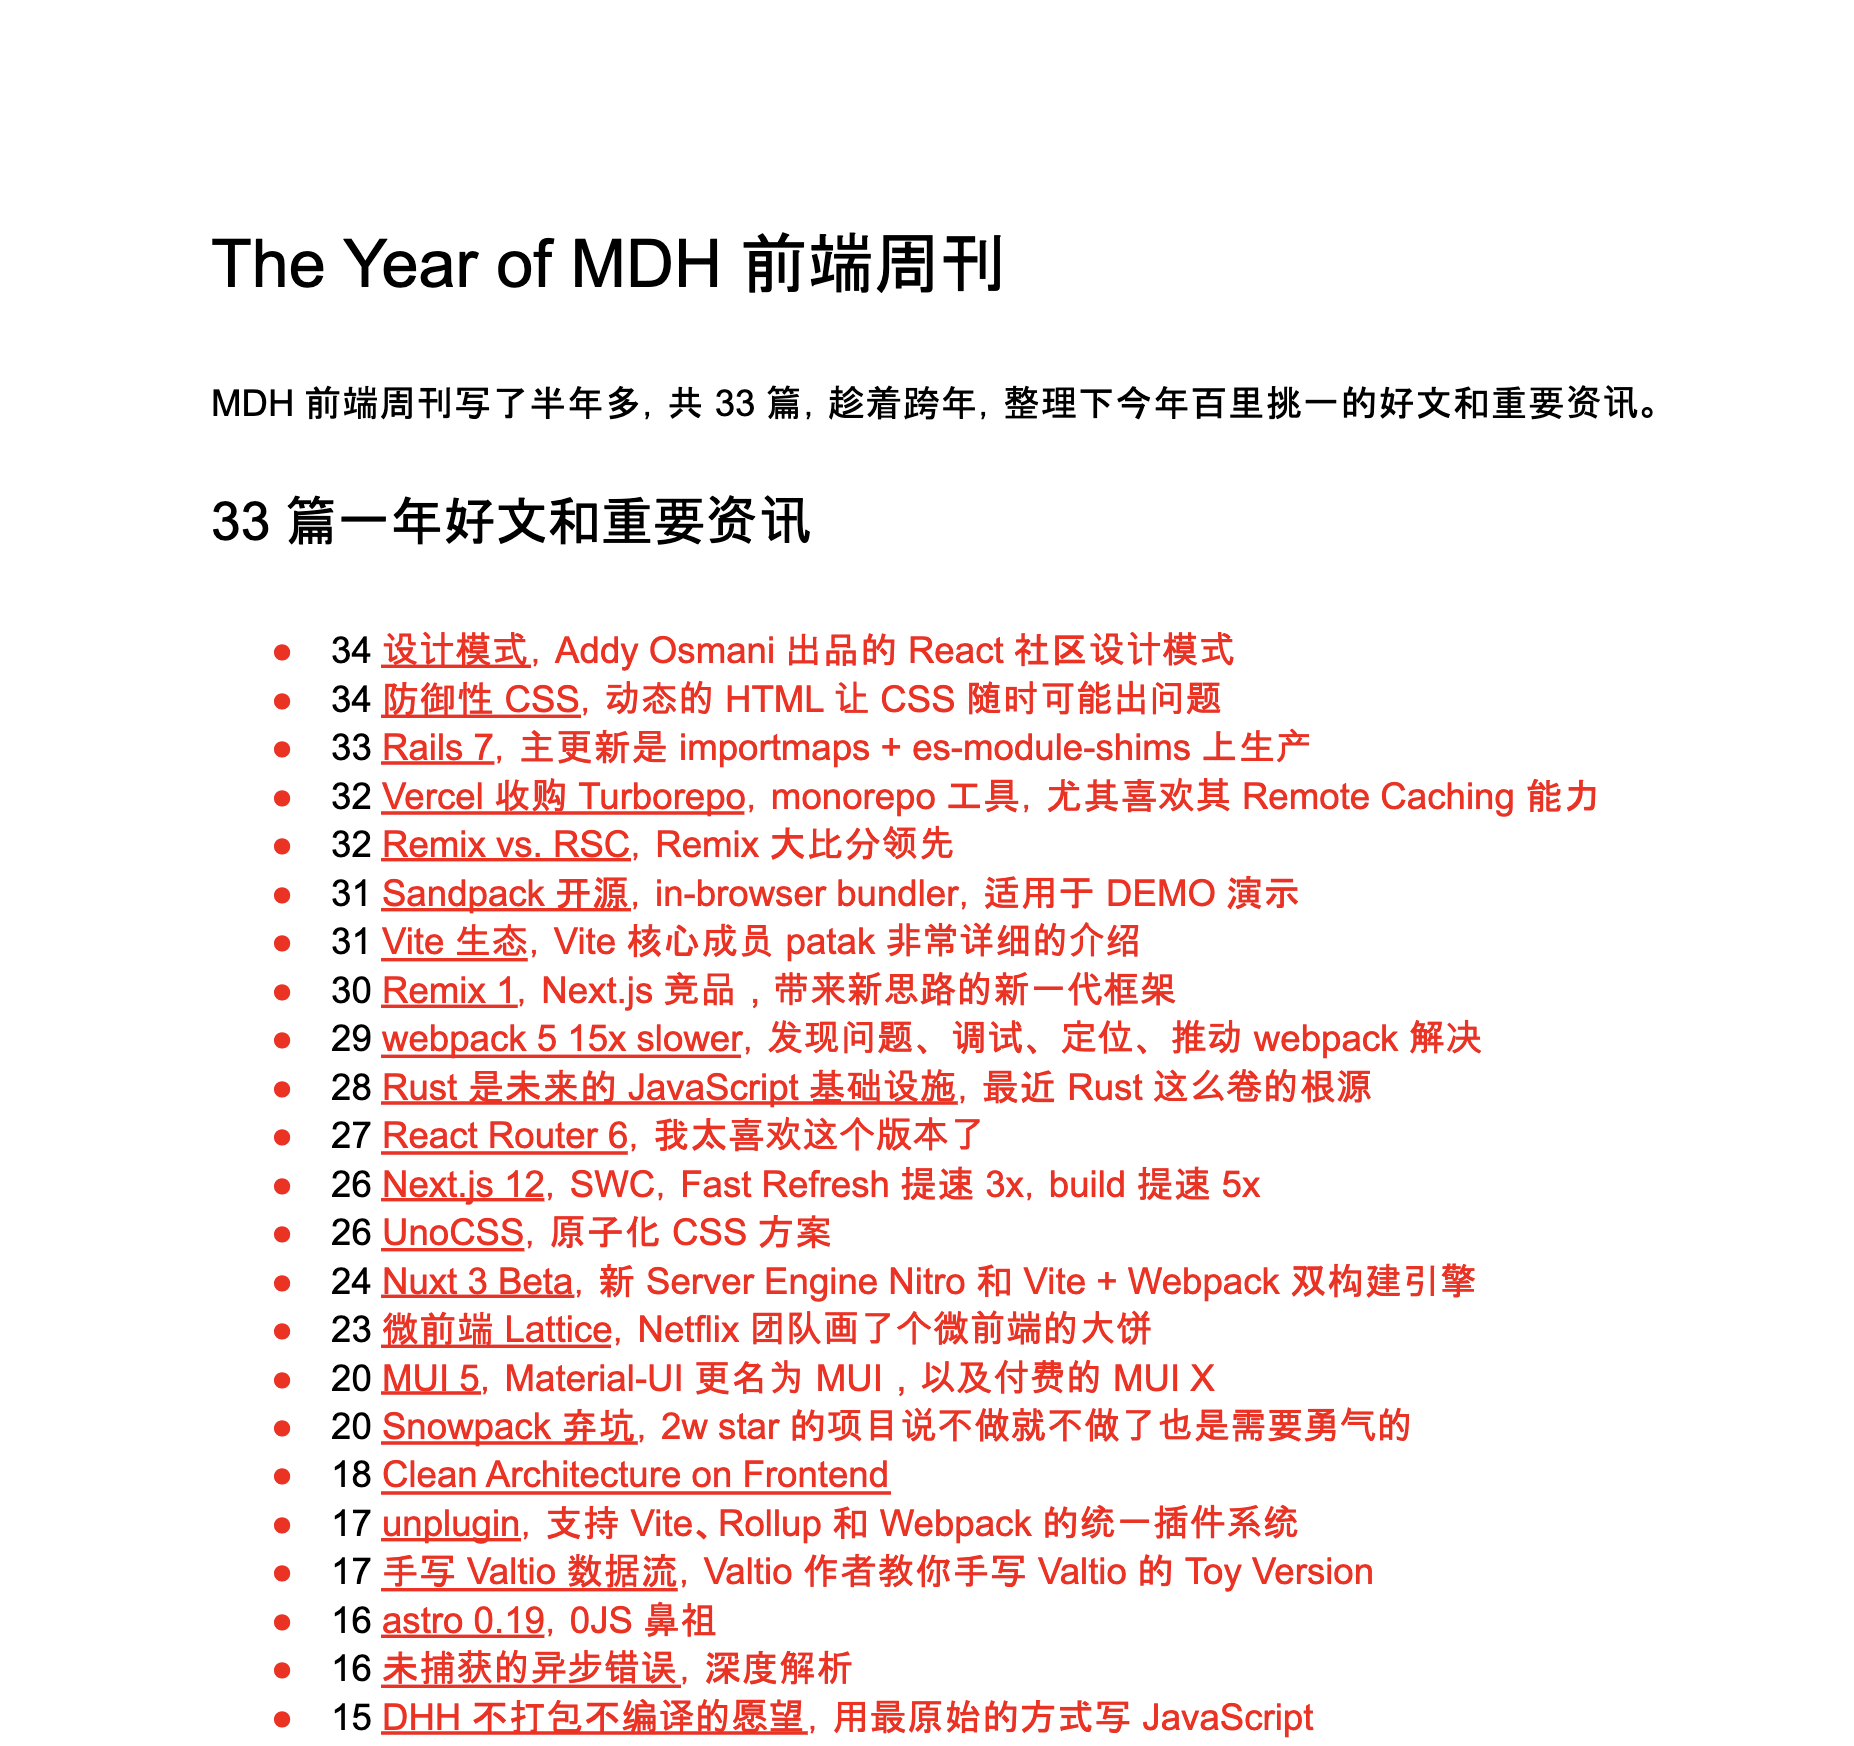 The Year of MDH 前端周刊
MDH 前端周刊写了半年多，共 33 篇，趁着跨年，整理下今年百里挑一的好文和重要资讯。
33 篇一年好文和重要资讯
● 34 设计模式，Addy Osmani 出品的 React 社区设计模式
● 34 防御性 CSS，动态的 HTML 让 CSS 随时可能出问题
● 33 Rails 7，主更新是 importmaps + es-module-shims 上生产
● 32 Vercel 收购 Turborepo，monorepo 工具，尤其喜欢其 Remote Caching 能力
● 32 Remix vs. RSC，Remix 大比分领先
● 31 Sandpack 开源，in-browser bundler，适用于 DEMO 演示
● 31 Vite 生态，Vite 核心成员 patak 非常详细的介绍
● 30 Remix 1，Next.js 竞品 , 带来新思路的新一代框架
● 29 webpack 5 15x slower，发现问题、调试、定位、推动 webpack 解决
● 28 Rust 是未来的 JavaScript 基础设施，最近 Rust 这么卷的根源
● 27 React Router 6，我太喜欢这个版本了
● 26 Next.js 12，SWC，Fast Refresh 提速 3x，build 提速 5x
● 26 UnoCSS，原子化 CSS 方案
● 24 Nuxt 3 Beta，新 Server Engine Nitro 和 Vite + Webpack 双构建引擎
● 23 微前端 Lattice，Netflix 团队画了个微前端的大饼
● 20 MUI 5，Material-UI 更名为 MUI , 以及付费的 MUI X
● 20 Snowpack 弃坑，2w star 的项目说不做就不做了也是需要勇气的
● 18 Clean Architecture on Frontend
● 17 unplugin，支持 Vite、Rollup 和 Webpack 的统一插件系统
● 17 手写 Valtio 数据流，Valtio 作者教你手写 Valtio 的 Toy Version
● 16 astro 0.19，0JS 鼻祖
● 16 未捕获的异步错误，深度解析
● 15 DHH 不打包不编译的愿望，用最原始的方式写 JavaScript